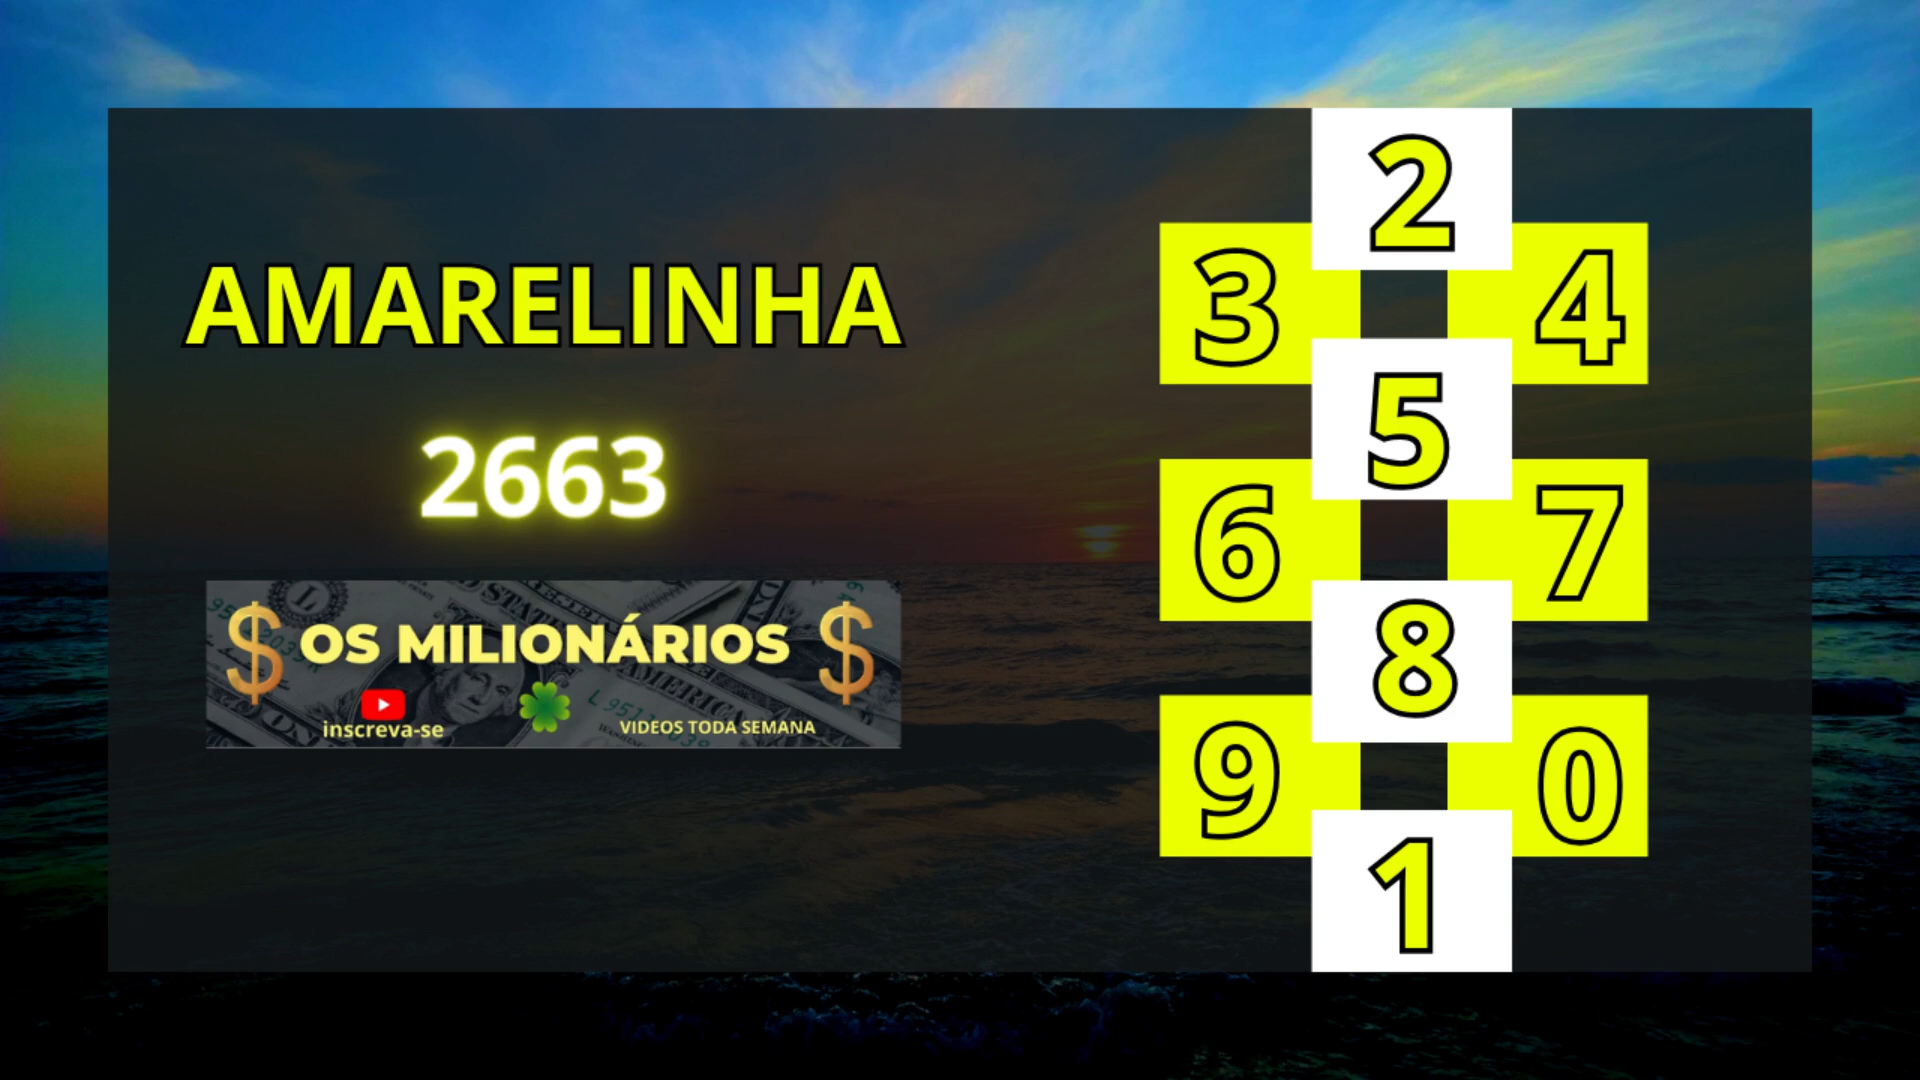 AMARELINHA
2663
$ OS MILIONÁRIOS $
inscreva-se
VIDEOS TODA SEMANA
2
3 4
5
6 7
8
9 0
1